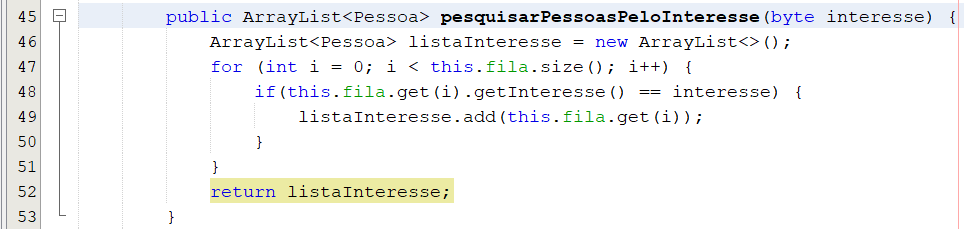 45 public ArrayList<Pessoa> pesquisarPessoasPeloInteresse(byte interesse) {
46 ArrayList<Pessoa> listaInteresse = new ArrayList<>();
47 for (int i = 0; i < this.fila.size(); i++) {
48 if(this.fila.get(i).getInteresse() == interesse) {
49 listaInteresse.add(this.fila.get(i));
50 }
51 }
52 return listaInteresse;
53 }